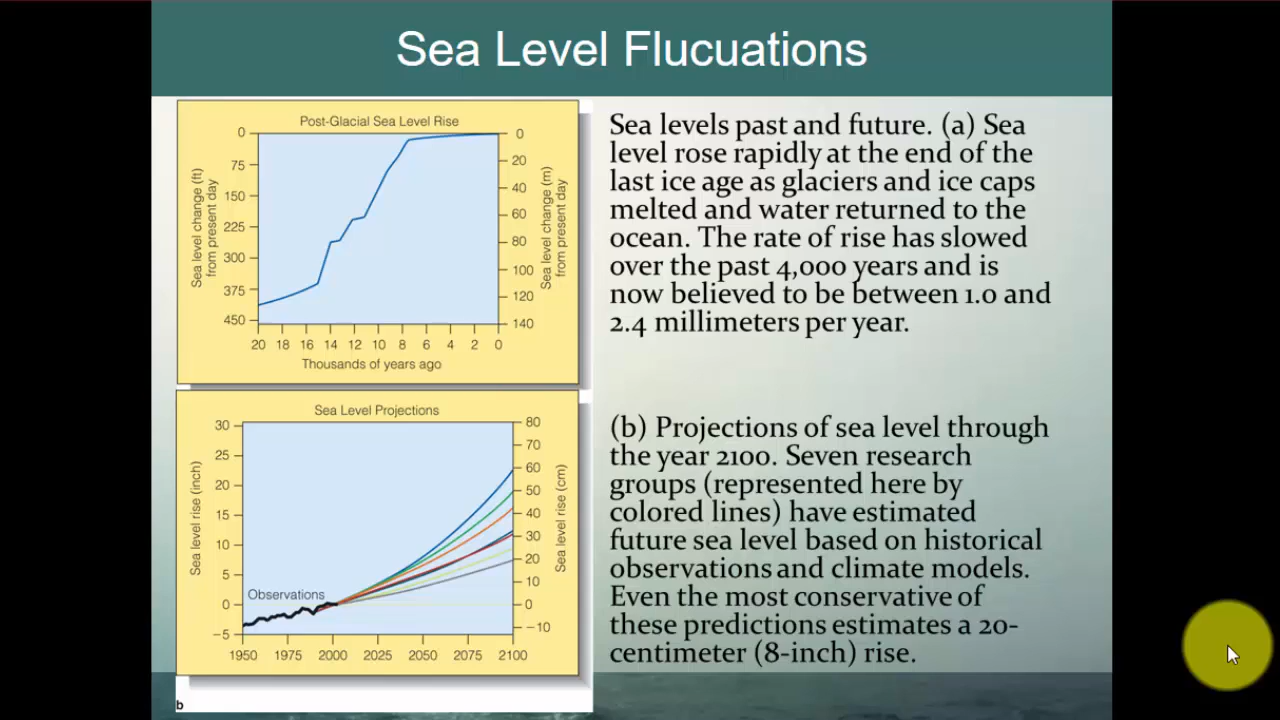 Sea Level Flucuations
Post-Glacial Sea Level Rise
0
75
150
225
300
375
450
Sea level change (ft)
from present day
0
20
40
60
80
100
120
140
Sea level change (m)
from present day
20 18 16 14 12 10 8 6 4 2 0
Thousands of years ago
Sea levels past and future. (a) Sea
level rose rapidly at the end of the
last ice age as glaciers and ice caps
melted and water returned to the
ocean. The rate of rise has slowed
over the past 4,000 years and is
now believed to be between 1.0 and
2.4 millimeters per year.
Sea Level Projections
30
25
20
15
10
5
0
−5
Sea level rise (inch)
80
70
60
50
40
30
20
10
0
−10
Sea level rise (cm)
Observations
1950 1975 2000 2025 2050 2075 2100
b
(b) Projections of sea level through
the year 2100. Seven research
groups (represented here by
colored lines) have estimated
future sea level based on historical
observations and climate models.
Even the most conservative of
these predictions estimates a 20-
centimeter (8-inch) rise.